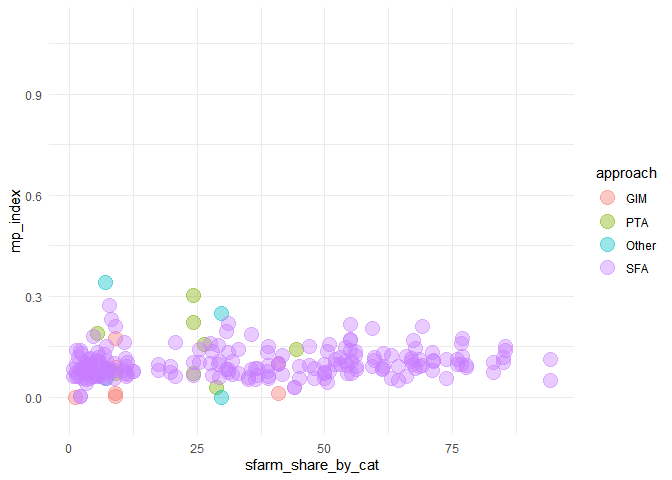 0.9
0.6
0.3
0.0
mp_index
0
25
50
75
sfarm_share_by_cat
approach
GIM
PTA
Other
SFA